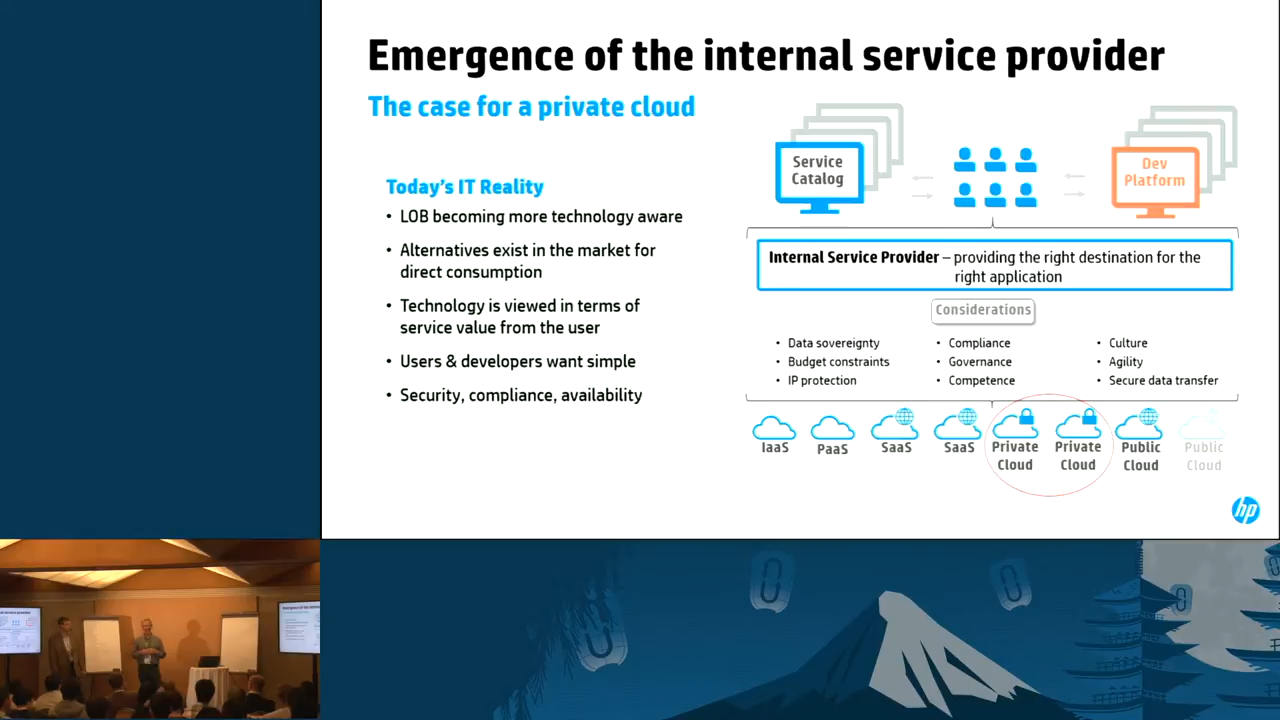 Emergence of the internal service provider
The case for a private cloud
Today's IT Reality
• LOB becoming more technology aware
• Alternatives exist in the market for
direct consumption
• Technology is viewed in terms of
service value from the user
• Users & developers want simple
• Security, compliance, availability
Service
Catalog
Dev
Platform
Internal Service Provider – providing the right destination for the
right application
Considerations
• Data sovereignty
• Budget constraints
• IP protection
• Compliance
• Governance
• Competence
• Culture
• Agility
• Secure data transfer
IaaS
PaaS
SaaS
SaaS
Private
Cloud
Private
Cloud
Public
Cloud
Public
Cloud
hp